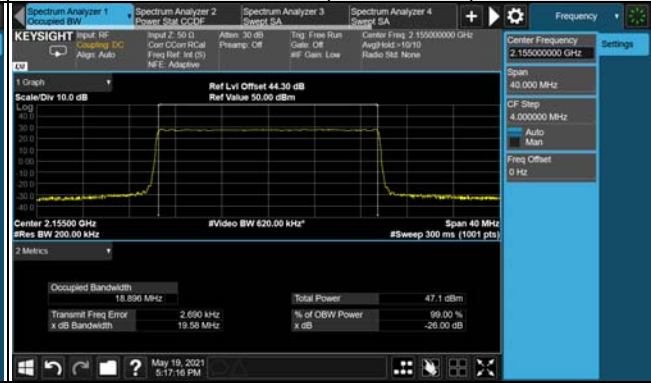 Spectrum Analyzer 1
Occupied BW
Spectrum Analyzer 2
Power Stat CCDF
Spectrum Analyzer 3
Swept SA
Spectrum Analyzer 4
Swept SA
Frequency
KEYSIGHT
Input: RF
Coupling: DC
Align: Auto
Input Z: 50 Ω
Corr CCorr RCal
Freq Ref: Int (S)
NFE: Adaptive
Atten: 30 dB
Preamp: Off
Trig: Free Run
Gate: Off
#IF Gain: Low
Center Freq: 2.155000000 GHz
Avg|Hold:>10/10
Radio Std: None
LXI
1 Graph
Scale/Div 10.0 dB
Ref Lvl Offset 44.30 dB
Ref Value 50.00 dBm
Log
40.0
30.0
20.0
10.0
0.00
-10.0
-20.0
-30.0
-40.0
Center 2.15500 GHz
#Res BW 200.00 kHz
#Video BW 620.00 kHz*
Span 40 MHz
#Sweep 300 ms (1001 pts)
2 Metrics
Occupied Bandwidth
18.896 MHz
Total Power 47.1 dBm
Transmit Freq Error 2.690 kHz
% of OBW Power 99.00 %
x dB Bandwidth 19.58 MHz
x dB -26.00 dB
Center Frequency
2.155000000 GHz
Settings
Span
40.000 MHz
CF Step
4.000000 MHz
Auto
Man
Freq Offset
0 Hz
May 19, 2021
5:17:16 PM